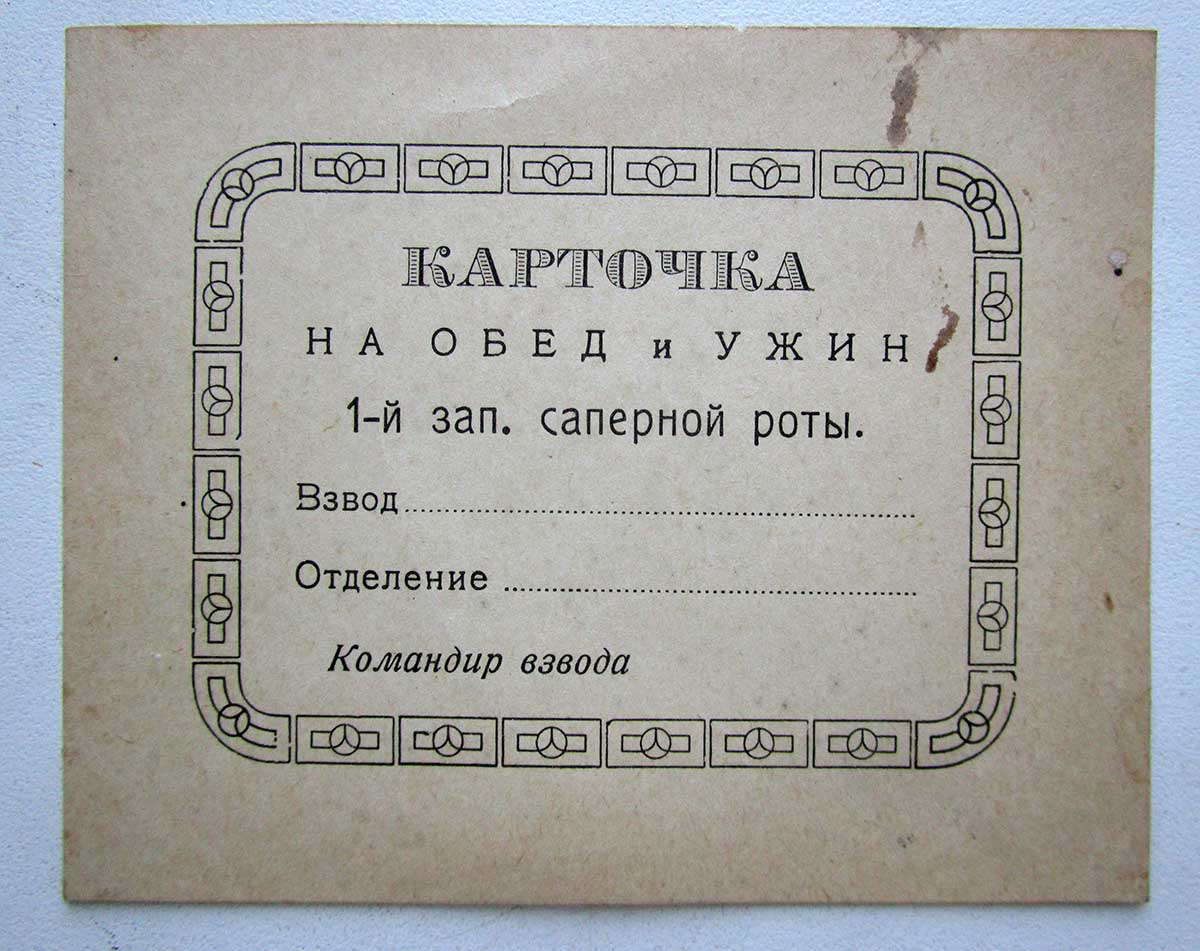 КАРТОЧКА
НА ОБЕД и УЖИН
1-й зап. саперной роты.
Взвод
Отделение
Командир взвода